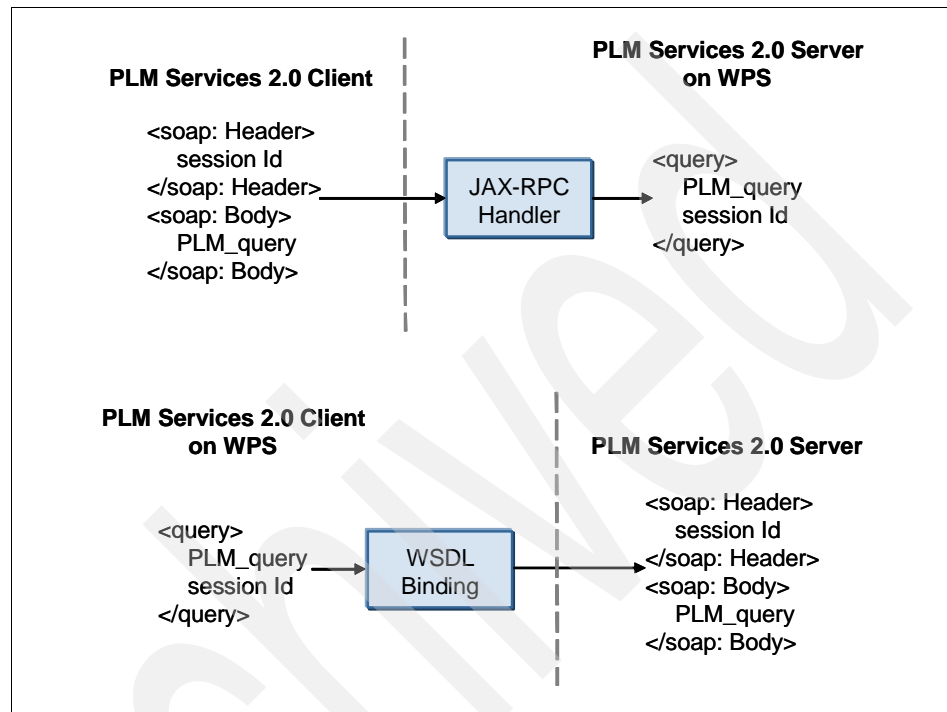 PLM Services 2.0 Client
<soap: Header>
session Id
</soap: Header>
<soap: Body>
PLM_query
</soap: Body>
JAX-RPC
Handler
PLM Services 2.0 Server
on WPS
<query>
PLM_query
session Id
</query>
PLM Services 2.0 Client
on WPS
<query>
PLM_query
session Id
</query>
WSDL
Binding
PLM Services 2.0 Server
<soap: Header>
session Id
</soap: Header>
<soap: Body>
PLM_query
</soap: Body>